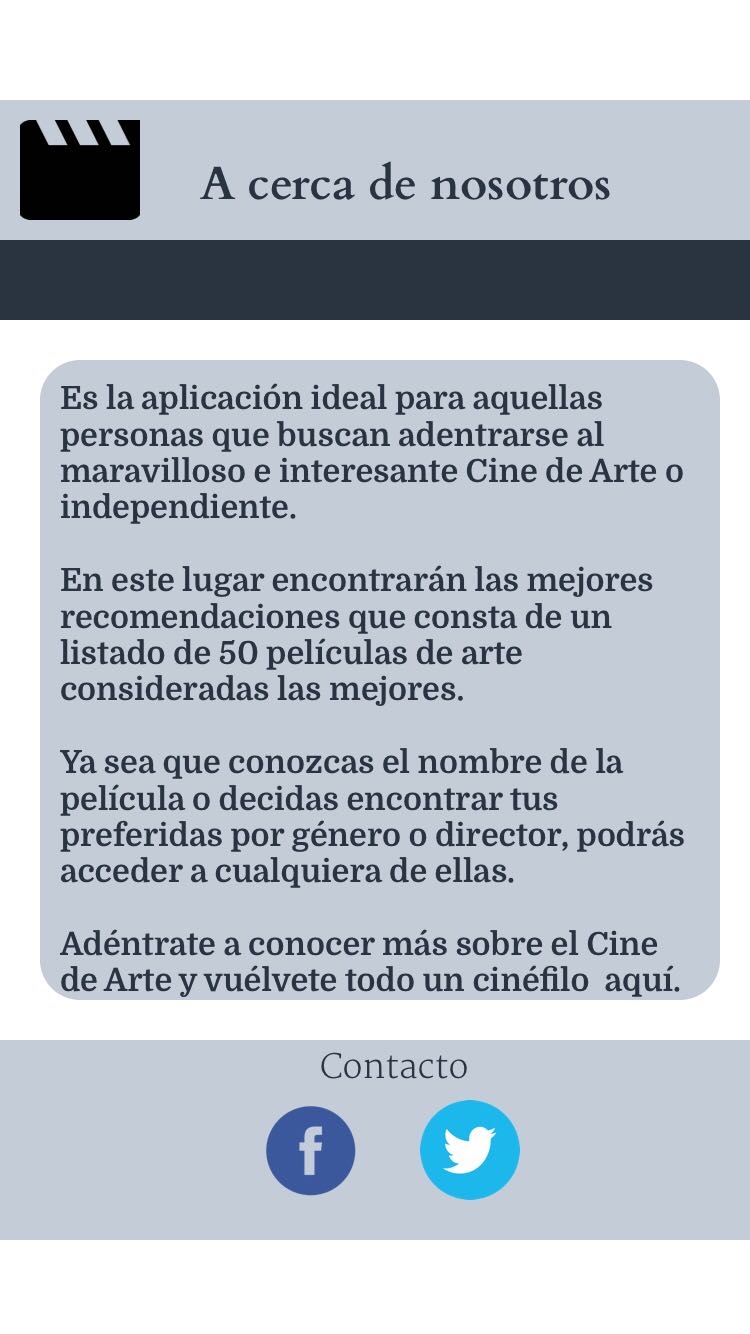 A cerca de nosotros
Es la aplicación ideal para aquellas
personas que buscan adentrarse al
maravilloso e interesante Cine de Arte o
independiente.
En este lugar encontrarán las mejores
recomendaciones que consta de un
listado de 50 películas de arte
consideradas las mejores.
Ya sea que conozcas el nombre de la
película o decidas encontrar tus
preferidas por género o director, podrás
acceder a cualquiera de ellas.
Adéntrate a conocer más sobre el Cine
de Arte y vuélvete todo un cinéfilo  aquí.
Contacto